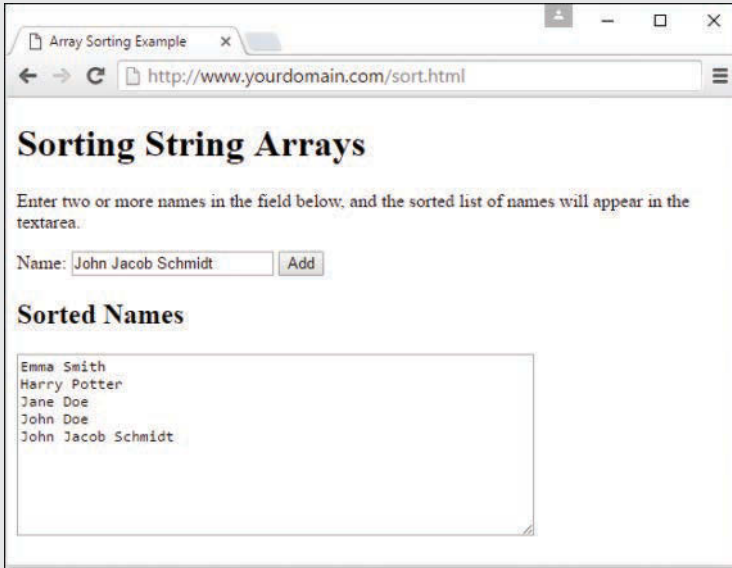 Array Sorting Example
http://www.yourdomain.com/sort.html
Sorting String Arrays
Enter two or more names in the field below, and the sorted list of names will appear in the
textarea.
Name: John Jacob Schmidt Add
Sorted Names
Emma Smith
Harry Potter
Jane Doe
John Doe
John Jacob Schmidt